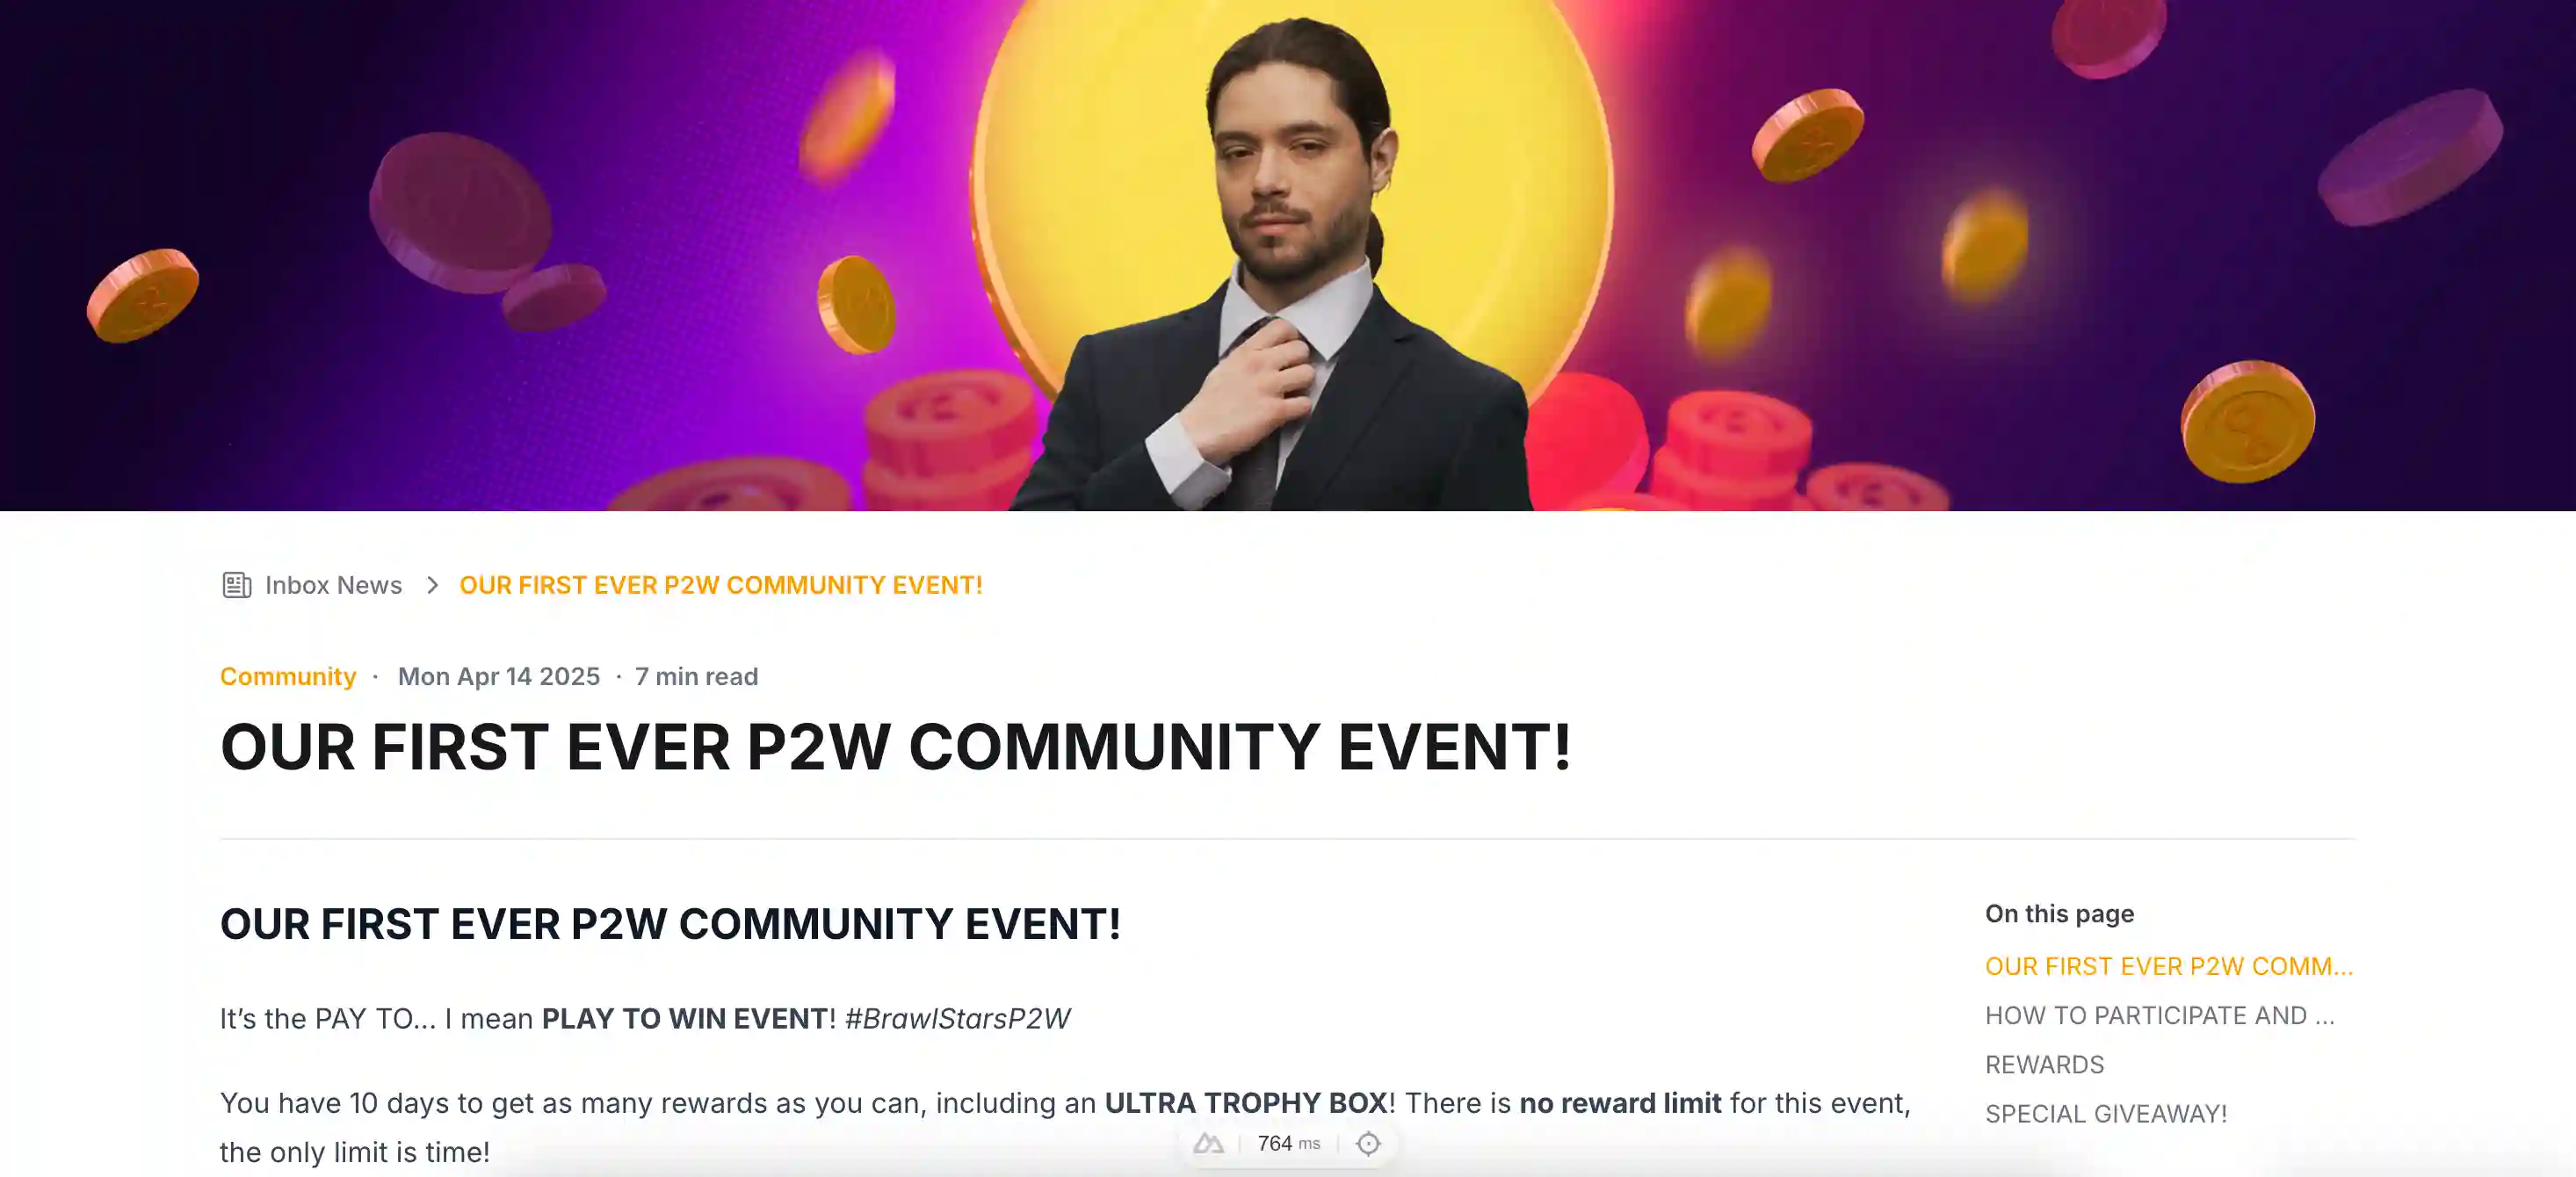 Inbox News > OUR FIRST EVER P2W COMMUNITY EVENT!
Community · Mon Apr 14 2025 · 7 min read
OUR FIRST EVER P2W COMMUNITY EVENT!
OUR FIRST EVER P2W COMMUNITY EVENT!
It's the PAY TO... I mean PLAY TO WIN EVENT! #BrawlStarsP2W
You have 10 days to get as many rewards as you can, including an ULTRA TROPHY BOX! There is no reward limit for this event,
the only limit is time!
On this page
OUR FIRST EVER P2W COMM...
HOW TO PARTICIPATE AND ...
REWARDS
SPECIAL GIVEAWAY!
764 ms